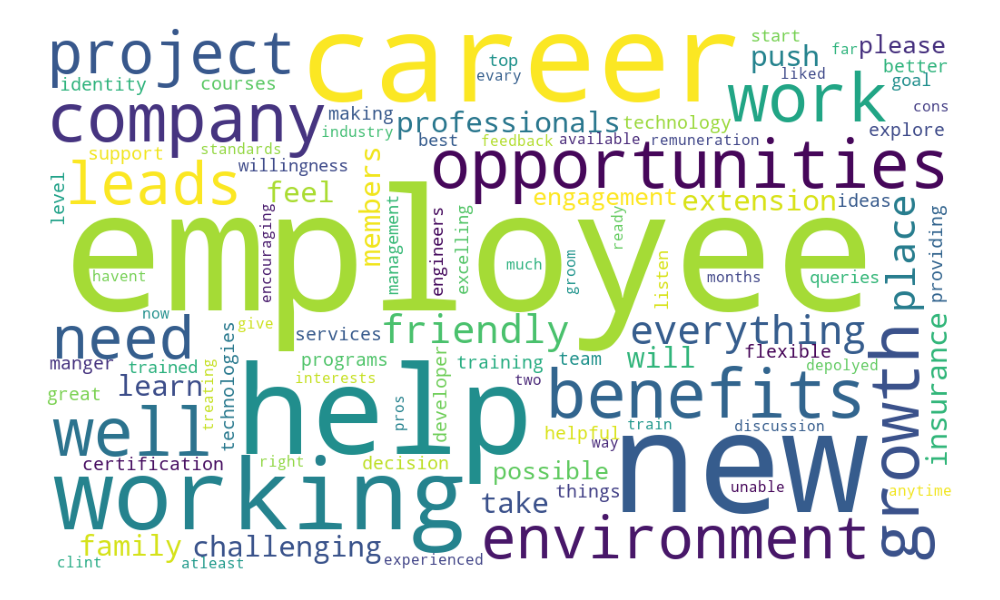 project
career
start
push
far
please
top
evary
liked
better
identity
courses
goal
company
making
industry
professionals
technology
work
cons
explore
support
standards
willingness
best
feedback
available
remuneration
level
leads
feel
members
opportunities
engagement
extension
ideas
employee
havent
encouraging
management
engineers
excelling
much
groom
ready
listen
months
queries
place
providing
now
need
give
services
friendly
everything
growth
insurance
manger
trained
technologies
programs
training
team
will
flexible
depolyed
great
learn
treating
interests
help
pros
developer
two
benefits
well
helpful
way
train
discussion
certification
right
decision
possible
things
new
unable
anytime
working
take
environment
family
challenging
experienced
clint
atleast